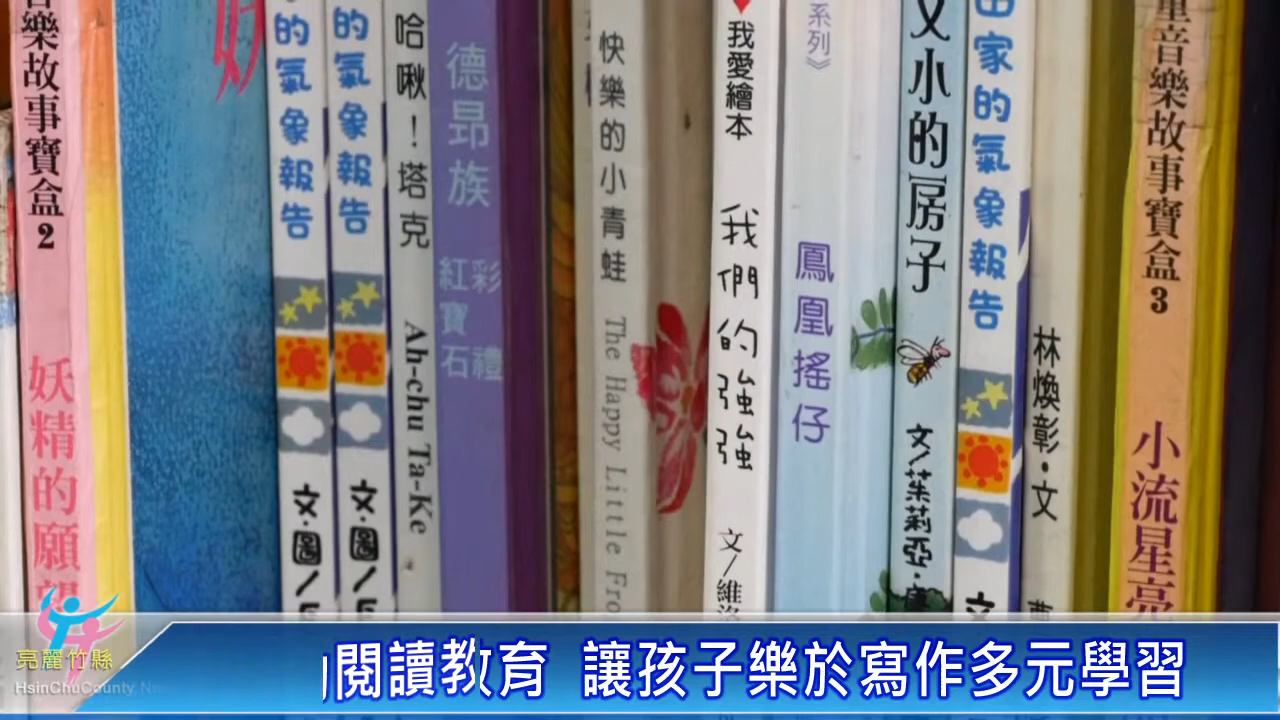 音樂故事寶盒2
妖精的願望
妖
的氣象報告
文·圖/
的氣象報告
文·圖/
哈啾！塔克
Ah-chu Ta-Ke
德昂族
紅寶石
彩禮
快樂的小青蛙
The Happy Little Fro
我愛繪本
我們的強強
文/維洛
系列》
鳳凰搖仔
小的房子
文/茱莉亞·
家的氣象報告
文
林煥彰·文
童音樂故事寶盒3
小流星亮
亮麗竹縣
HsinChuCounty
閱讀教育 讓孩子樂於寫作多元學習